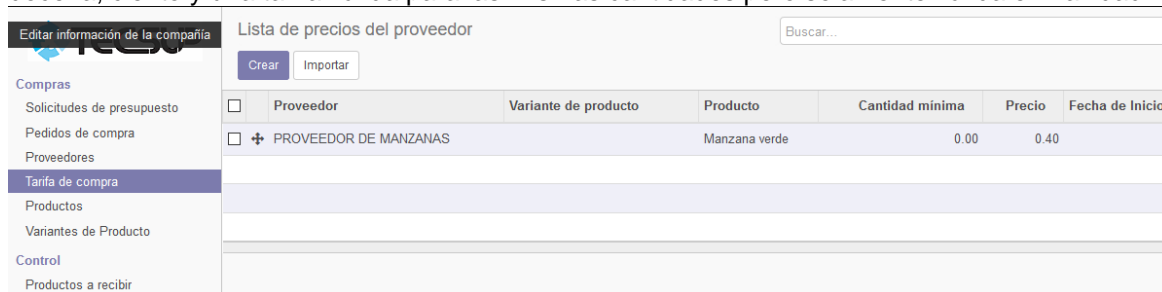 Editar información de la compañía
TECSUP
Compras
Solicitudes de presupuesto
Pedidos de compra
Proveedores
Tarifa de compra
Productos
Variantes de Producto
Control
Productos a recibir
Lista de precios del proveedor
Buscar...
Crear Importar
Proveedor Variante de producto Producto Cantidad mínima Precio Fecha de Inicio
PROVEEDOR DE MANZANAS Manzana verde 0.00 0.40